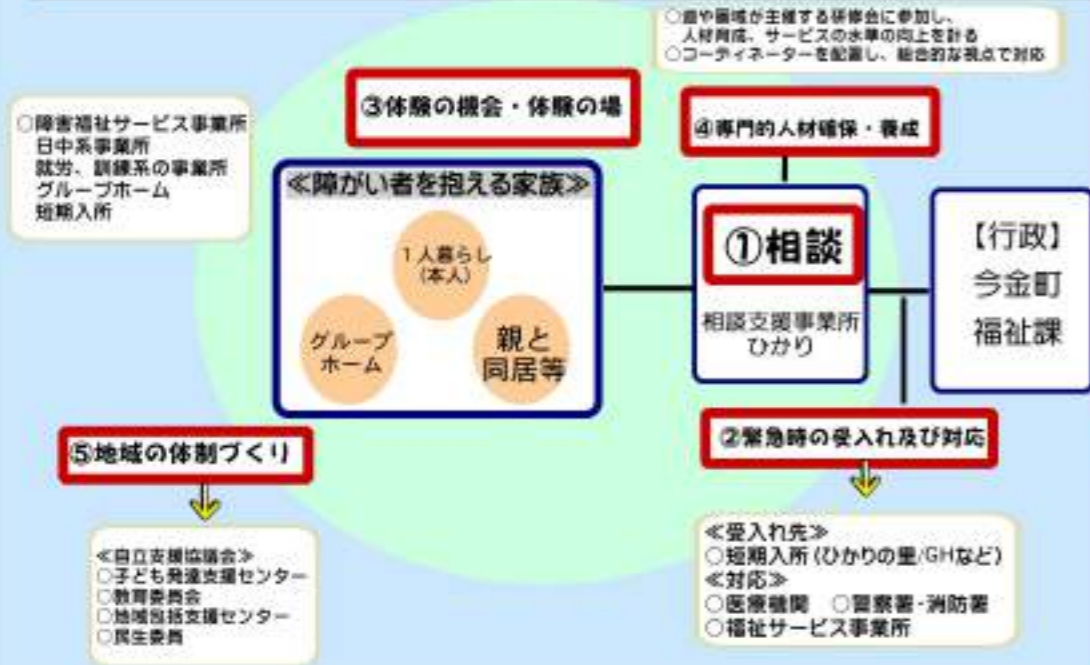 ○道や圏域が主催する研修会に参加し、
人材育成、サービスの水準の向上を計る
○コーディネーターを配置し、総合的な視点で対応
③体験の機会・体験の場
④専門的人材確保・養成
○障害福祉サービス事業所
日中系事業所
就労、訓練系の事業所
グループホーム
短期入所
≪障がい者を抱える家族≫
1人暮らし
(本人)
グループ
ホーム
親と
同居等
①相談
相談支援事業所
ひかり
【行政】
今金町
福祉課
⑤地域の体制づくり
②緊急時の受入れ及び対応
≪自立支援協議会≫
○子ども発達支援センター
○教育委員会
○地域包括支援センター
○民生委員
≪受入れ先≫
○短期入所(ひかりの里/GHなど)
≪対応≫
○医療機関 ○警察署・消防署
○福祉サービス事業所